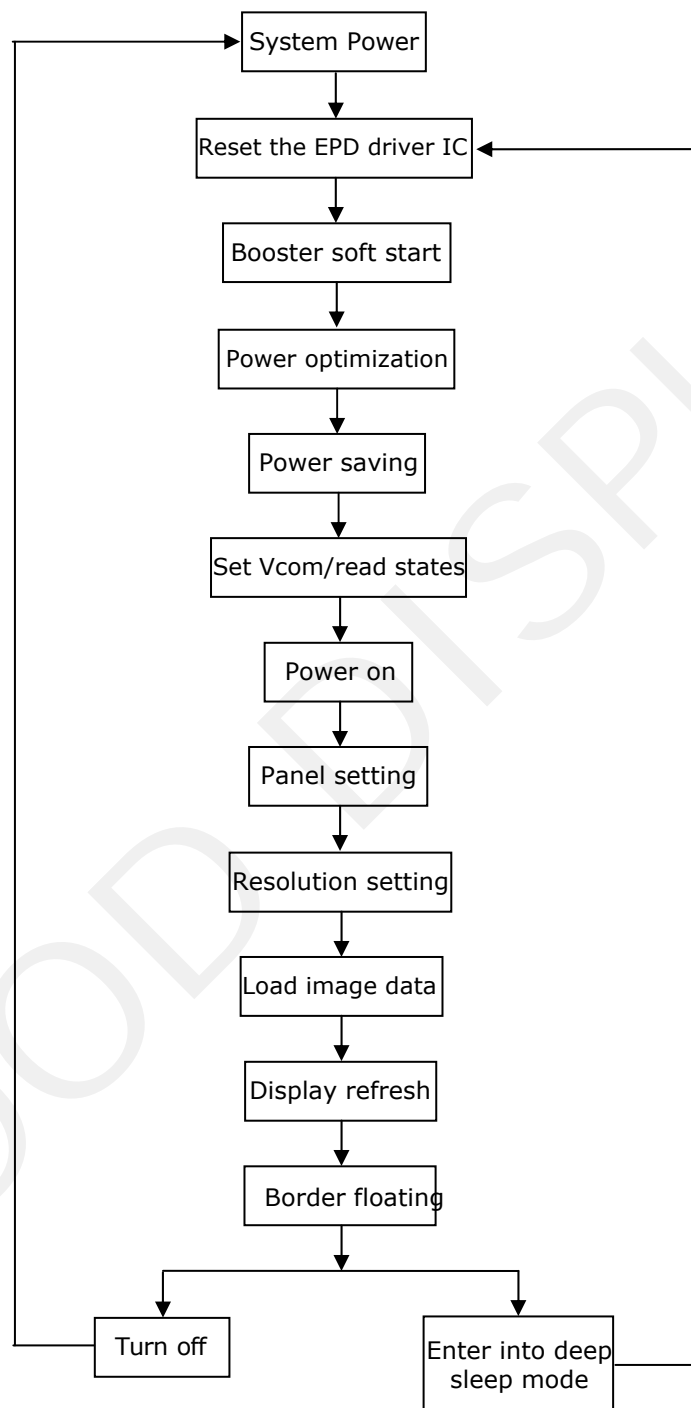 System Power
Reset the EPD driver IC
Booster soft start
Power optimization
Power saving
Set Vcom/read states
Power on
Panel setting
Resolution setting
Load image data
Display refresh
Border floating
Turn off
Enter into deep
sleep mode
OOD DISPL